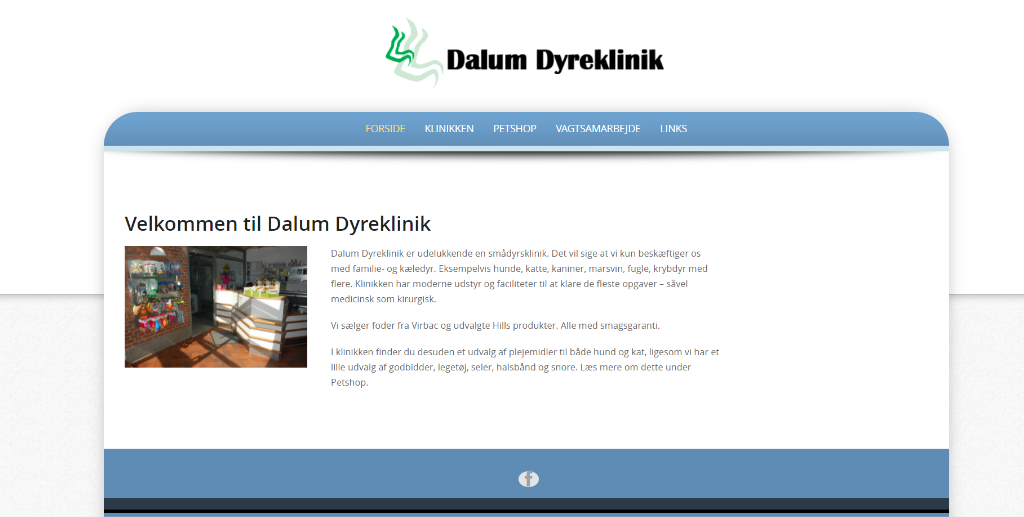 Dalum Dyreklinik
FORSIDE KLINIKKEN PETSHOP VAGTSAMARBEJDE LINKS
Velkommen til Dalum Dyreklinik
Dalum Dyreklinik er udelukkende en smådyrsklinik. Det vil sige at vi kun beskæftiger os
med familie- og kæledyr. Eksempelvis hunde, katte, kaniner, marsvin, fugle, krybdyr med
flere. Klinikken har moderne udstyr og faciliteter til at klare de fleste opgaver – såvel
medicinsk som kirurgisk.
Vi sælger foder fra Virbac og udvalgte Hills produkter. Alle med smagsgaranti.
I klinikken finder du desuden et udvalg af plejemidler til både hund og kat, ligesom vi har et
lille udvalg af godbidder, legetøj, seler, halsbånd og snore. Læs mere om dette under
Petshop.
f